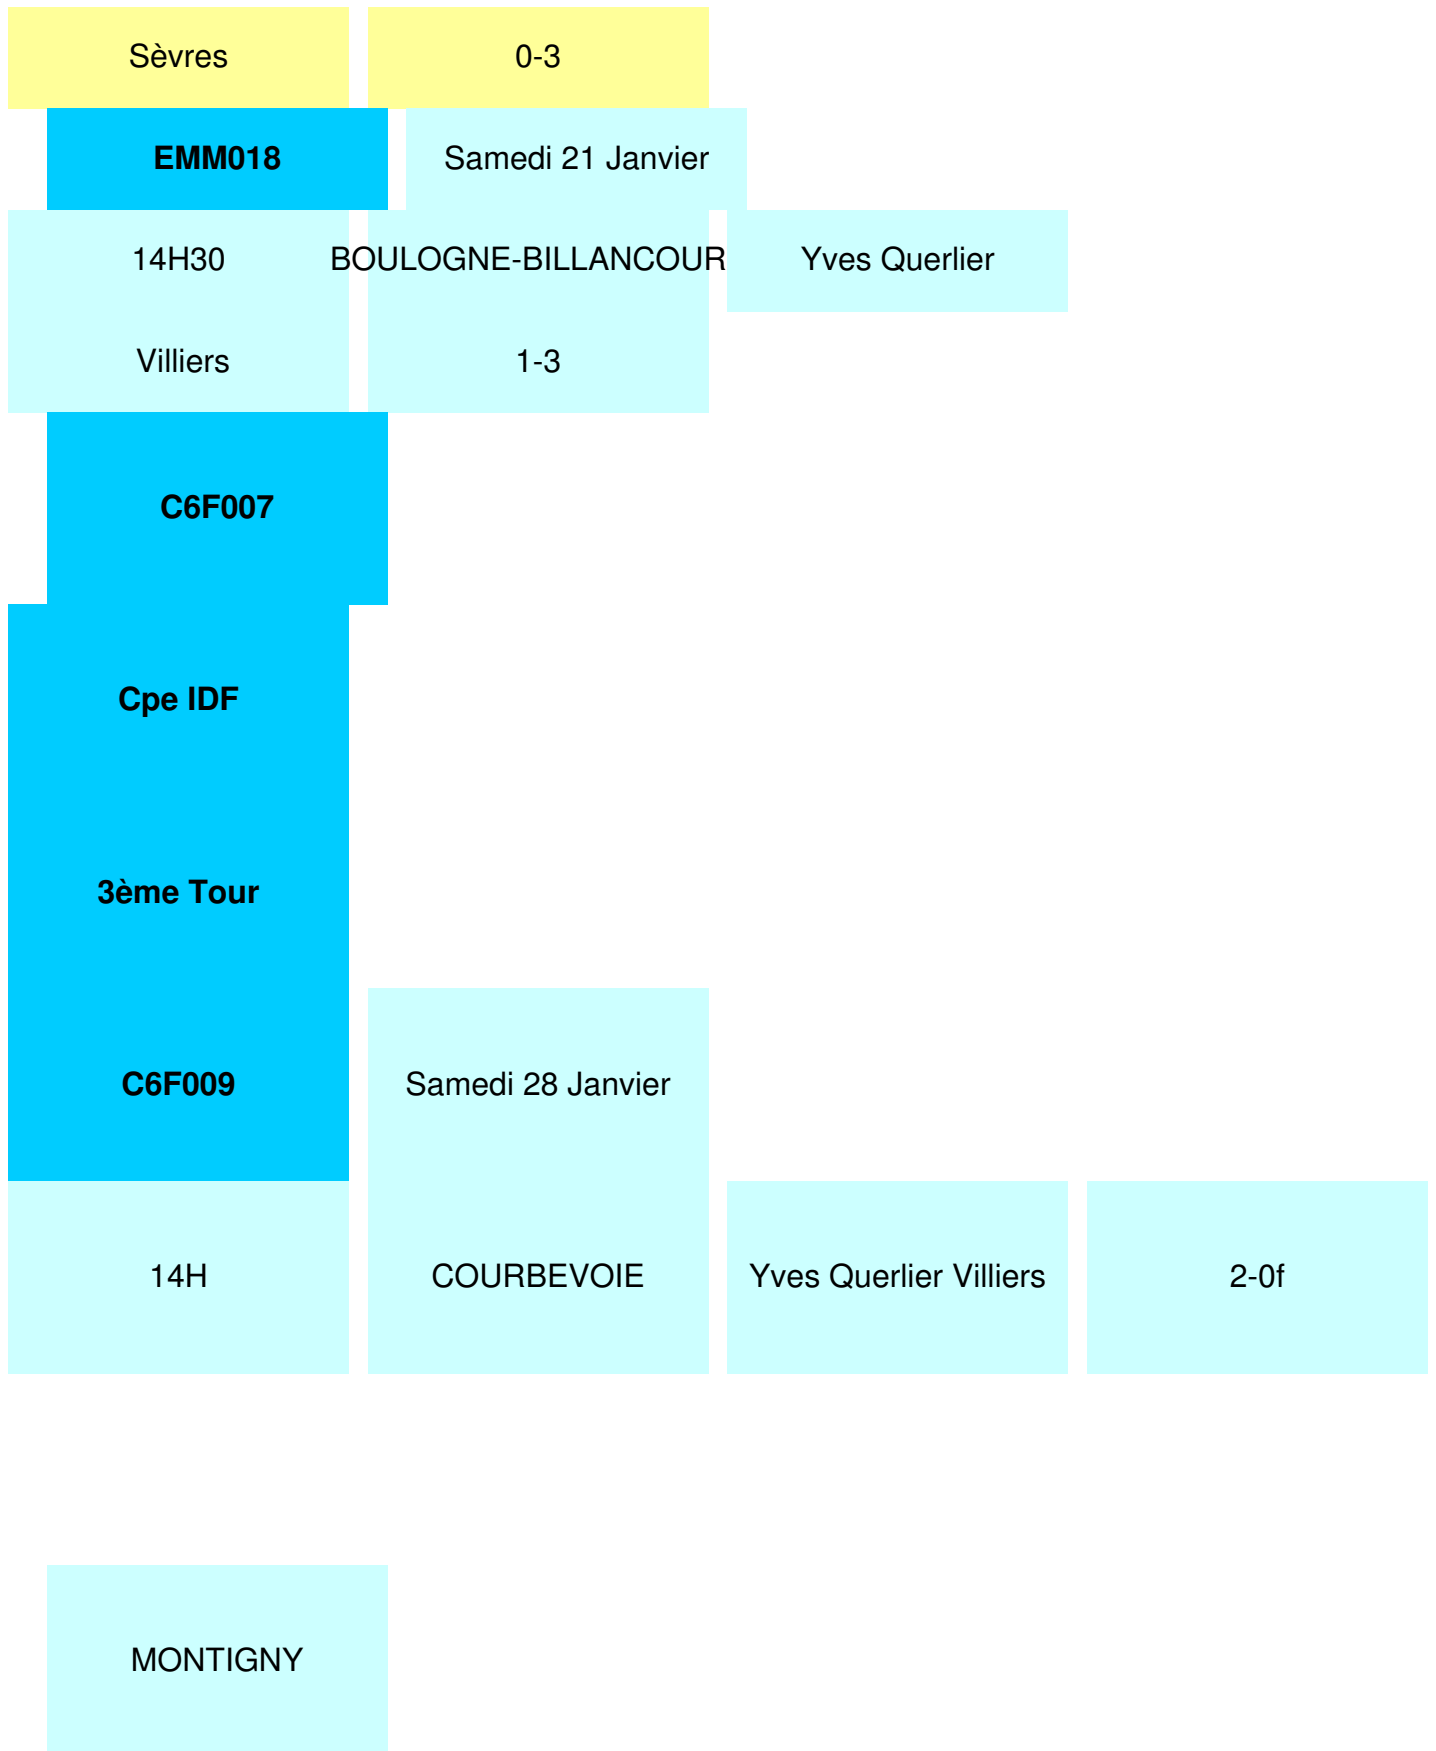 Sèvres 0-3
EMM018 Samedi 21 Janvier
14H30 BOULOGNE-BILLANCOUR Yves Querlier
Villiers 1-3
C6F007
Cpe IDF
3ème Tour
C6F009 Samedi 28 Janvier
14H COURBEVOIE Yves Querlier Villiers 2-0f
MONTIGNY